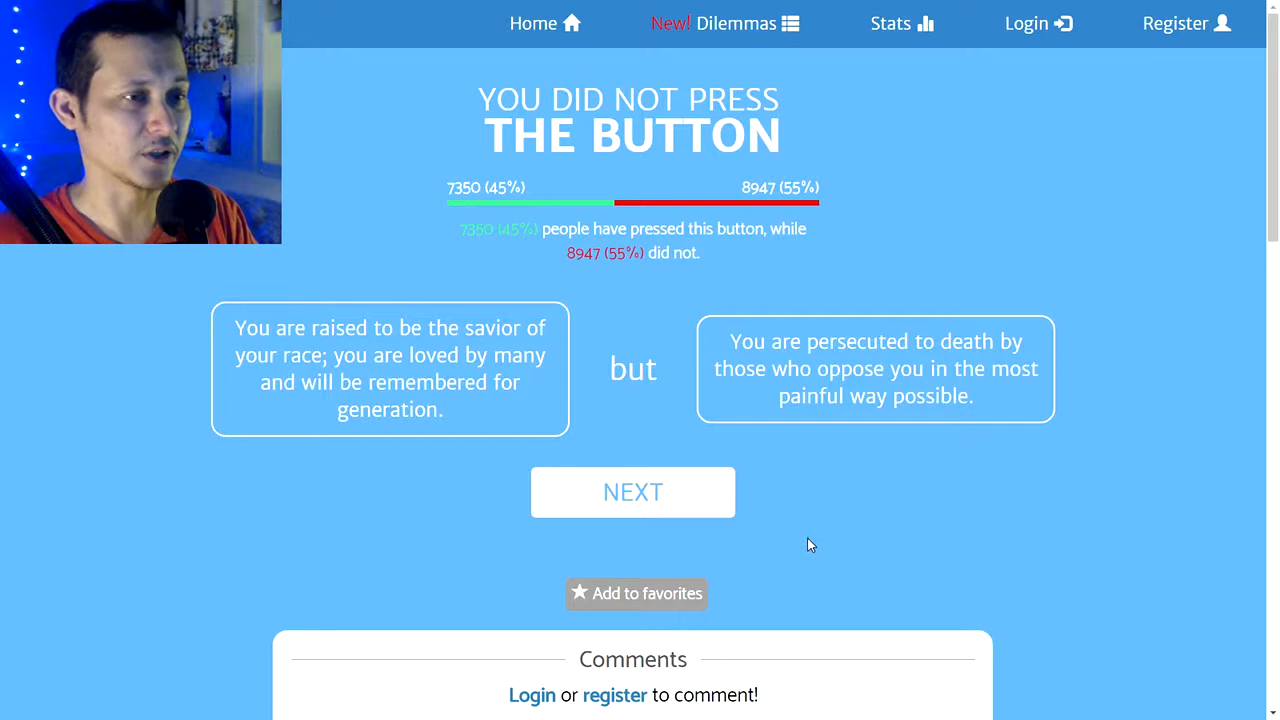 Home
New! Dilemmas
Stats
Login
Register
YOU DID NOT PRESS
THE BUTTON
7350 (45%)
8947 (55%)
7350 (45%) people have pressed this button, while
8947 (55%) did not.
You are raised to be the savior of
your race; you are loved by many
and will be remembered for
generation.
but
You are persecuted to death by
those who oppose you in the most
painful way possible.
NEXT
Add to favorites
Comments
Login or register to comment!